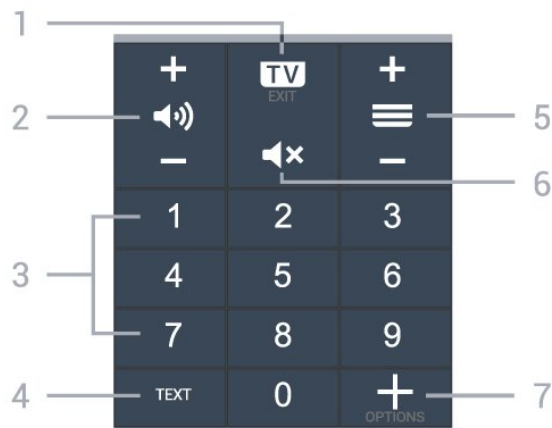 1
+ TV +
EXIT
2 5
− −
6
1 2 3
3
4 5 6
7 8 9
4 TEXT 0 + 7
OPTIONS